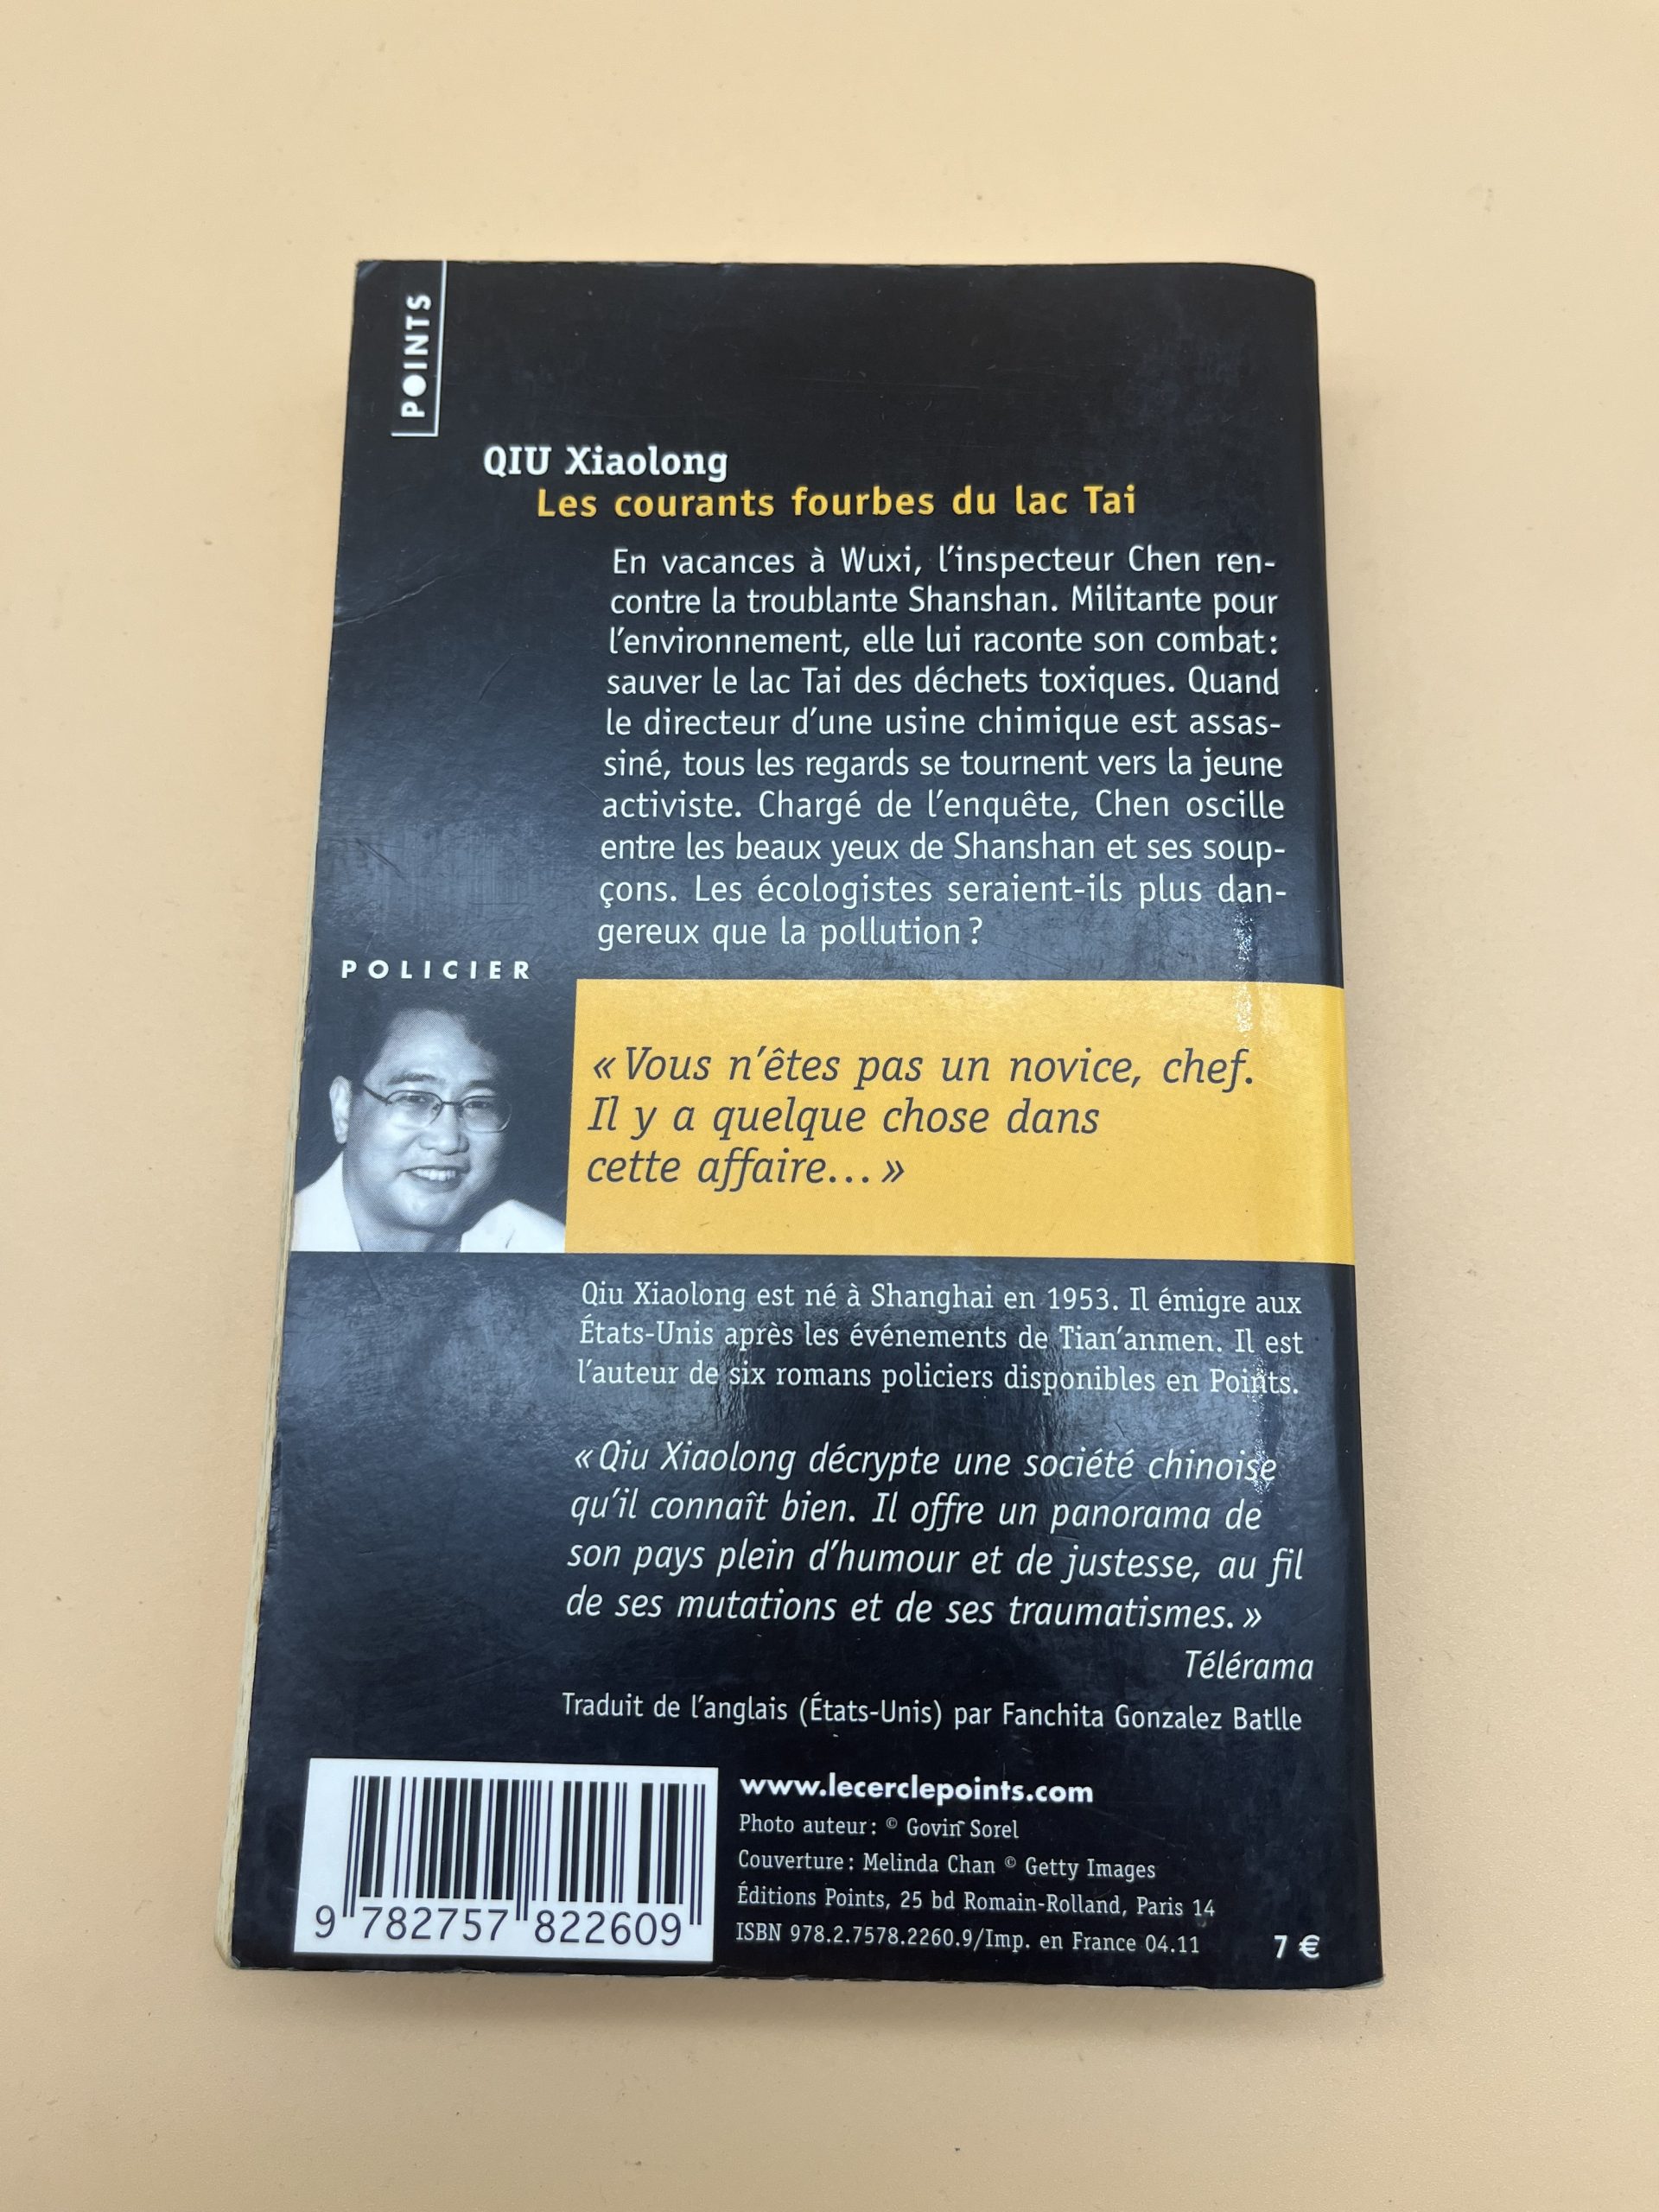 POINTS
QIU Xiaolong
Les courants fourbes du lac Tai
En vacances à Wuxi, l'inspecteur Chen ren-
contre la troublante Shanshan. Militante pour
l'environnement, elle lui raconte son combat :
sauver le lac Tai des déchets toxiques. Quand
le directeur d'une usine chimique est assas-
siné, tous les regards se tournent vers la jeune
activiste. Chargé de l'enquête, Chen oscille
entre les beaux yeux de Shanshan et ses soup-
çons. Les écologistes seraient-ils plus dan-
gereux que la pollution ?
POLICIER
« Vous n'êtes pas un novice, chef.
Il y a quelque chose dans
cette affaire... »
Qiu Xiaolong est né à Shanghai en 1953. Il émigre aux
États-Unis après les événements de Tian'anmen. Il est
l'auteur de six romans policiers disponibles en Points.
« Qiu Xiaolong décrypte une société chinoise
qu'il connaît bien. Il offre un panorama de
son pays plein d'humour et de justesse, au fil
de ses mutations et de ses traumatismes. »
Télérama
Traduit de l'anglais (États-Unis) par Fanchita Gonzalez Batlle
www.lecerclepoints.com
Photo auteur : © Govin Sorel
Couverture : Melinda Chan © Getty Images
Éditions Points, 25 bd Romain-Rolland, Paris 14
ISBN 978.2.7578.2260.9/Imp. en France 04.11
7 €
9 782757 822609